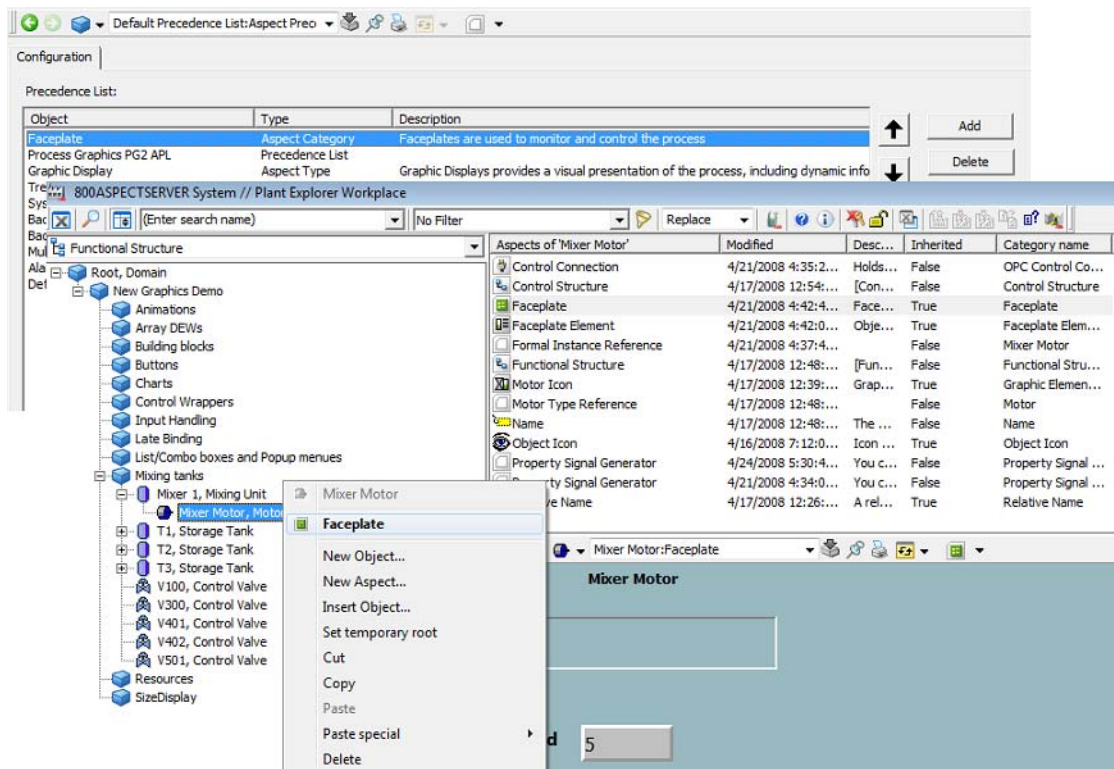 Default Precedence List:Aspect Prec
Configuration
Precedence List:
Object Type Description
Faceplate Aspect Category Faceplates are used to monitor and control the process
Process Graphics PG2 APL Precedence List
Graphic Display Aspect Type Graphic Displays provides a visual presentation of the process, including dynamic info
Add
Delete
Tre
Sys
Bac
Bac
Mul
Ala
Def
800ASPECTSERVER System // Plant Explorer Workplace
(Enter search name) No Filter Replace
Functional Structure
Root, Domain
New Graphics Demo
Animations
Array DEWs
Building blocks
Buttons
Charts
Control Wrappers
Input Handling
Late Binding
List/Combo boxes and Popup menues
Mixing tanks
Mixer 1, Mixing Unit
Mixer Motor, Moto
T1, Storage Tank
T2, Storage Tank
T3, Storage Tank
V100, Control Valve
V300, Control Valve
V401, Control Valve
V402, Control Valve
V501, Control Valve
Resources
SizeDisplay
Aspects of 'Mixer Motor' Modified Desc... Inherited Category name
Control Connection 4/21/2008 4:35:2... Holds... False OPC Control Co...
Control Structure 4/17/2008 12:54:... [Con... False Control Structure
Faceplate 4/21/2008 4:42:4... Face... True Faceplate
Faceplate Element 4/21/2008 4:42:0... Obje... True Faceplate Elem...
Formal Instance Reference 4/21/2008 4:37:4... False Mixer Motor
Functional Structure 4/17/2008 12:48:... [Fun... False Functional Stru...
Motor Icon 4/17/2008 12:39:... Grap... True Graphic Elemen...
Motor Type Reference 4/17/2008 12:48:... False Motor
Name 4/17/2008 12:48:... The ... False Name
Object Icon 4/16/2008 7:12:0... Icon ... True Object Icon
Property Signal Generator 4/24/2008 5:30:4... You c... False Property Signal ...
rty Signal Generator 4/21/2008 4:34:0... You c... False Property Signal ...
ve Name 4/17/2008 12:26:... A rel... True Relative Name
Mixer Motor
Faceplate
New Object...
New Aspect...
Insert Object...
Set temporary root
Cut
Copy
Paste
Paste special
Delete
Mixer Motor:Faceplate
Mixer Motor
d 5